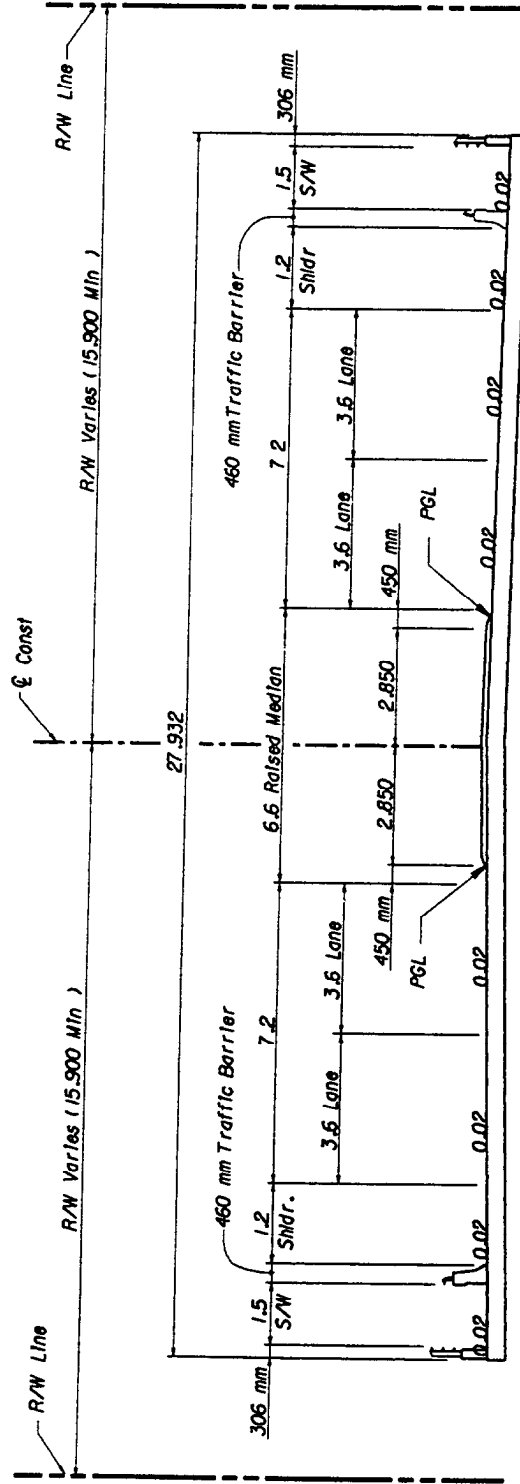 R/W Line
₵ Const
R/W Line
R/W Varies (15.900 Min)
R/W Varies (15.900 Min)
27.932
460 mm Traffic Barrier
460 mm Traffic Barrier
306 mm
1.5
S/W
1.2
Shldr.
7.2
6.6 Raised Median
7.2
1.2
Shldr
1.5
S/W
306 mm
3.6 Lane
3.6 Lane
3.6 Lane
3.6 Lane
450 mm
2.850
2.850
450 mm
PGL
PGL
0.02
0.02
0.02
0.02
0.02
0.02
0.02
0.02